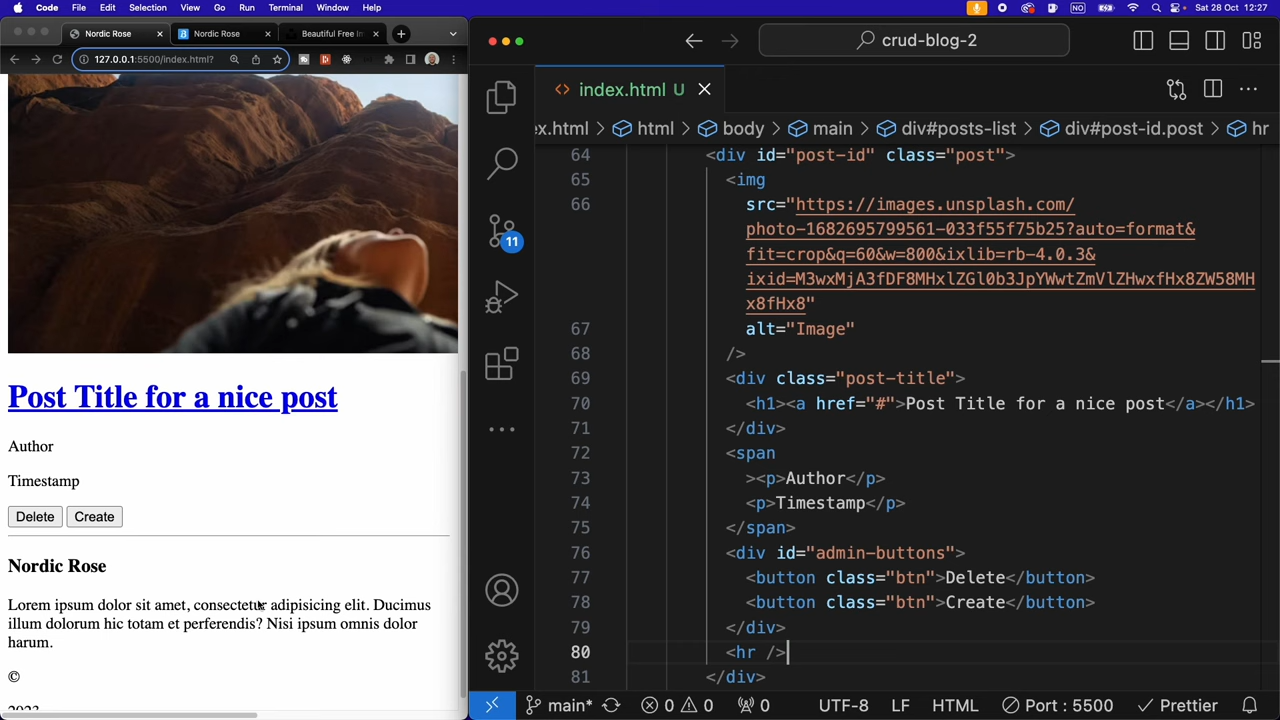 Code File Edit Selection View Go Run Terminal Window Help NO Sat 28 Oct 12:27
Nordic Rose Nordic Rose Beautiful Free In
127.0.0.1:5500/index.html?
Post Title for a nice post
Author
Timestamp
Delete Create
Nordic Rose
Lorem ipsum dolor sit amet, consectetur adipisicing elit. Ducimus
illum dolorum hic totam et perferendis? Nisi ipsum omnis dolor
harum.
©
2023
crud-blog-2
index.html U
ex.html > html > body > main > div#posts-list > div#post-id.post > hr
11
64 <div id="post-id" class="post">
65 <img
66 src="https://images.unsplash.com/
photo-1682695799561-033f55f75b25?auto=format&
fit=crop&q=60&w=800&ixlib=rb-4.0.3&
ixid=M3wxMjA3fDF8MHxlZGl0b3JpYWwtZmVlZHwxfHx8ZW58MH
x8fHx8"
67 alt="Image"
68 />
69 <div class="post-title">
70 <h1><a href="#">Post Title for a nice post</a></h1>
71 </div>
72 <span
73 ><p>Author</p>
74 <p>Timestamp</p>
75 </span>
76 <div id="admin-buttons">
77 <button class="btn">Delete</button>
78 <button class="btn">Create</button>
79 </div>
80 <hr />
81 </div>
main* 0 0 0 UTF-8 LF HTML Port : 5500 Prettier